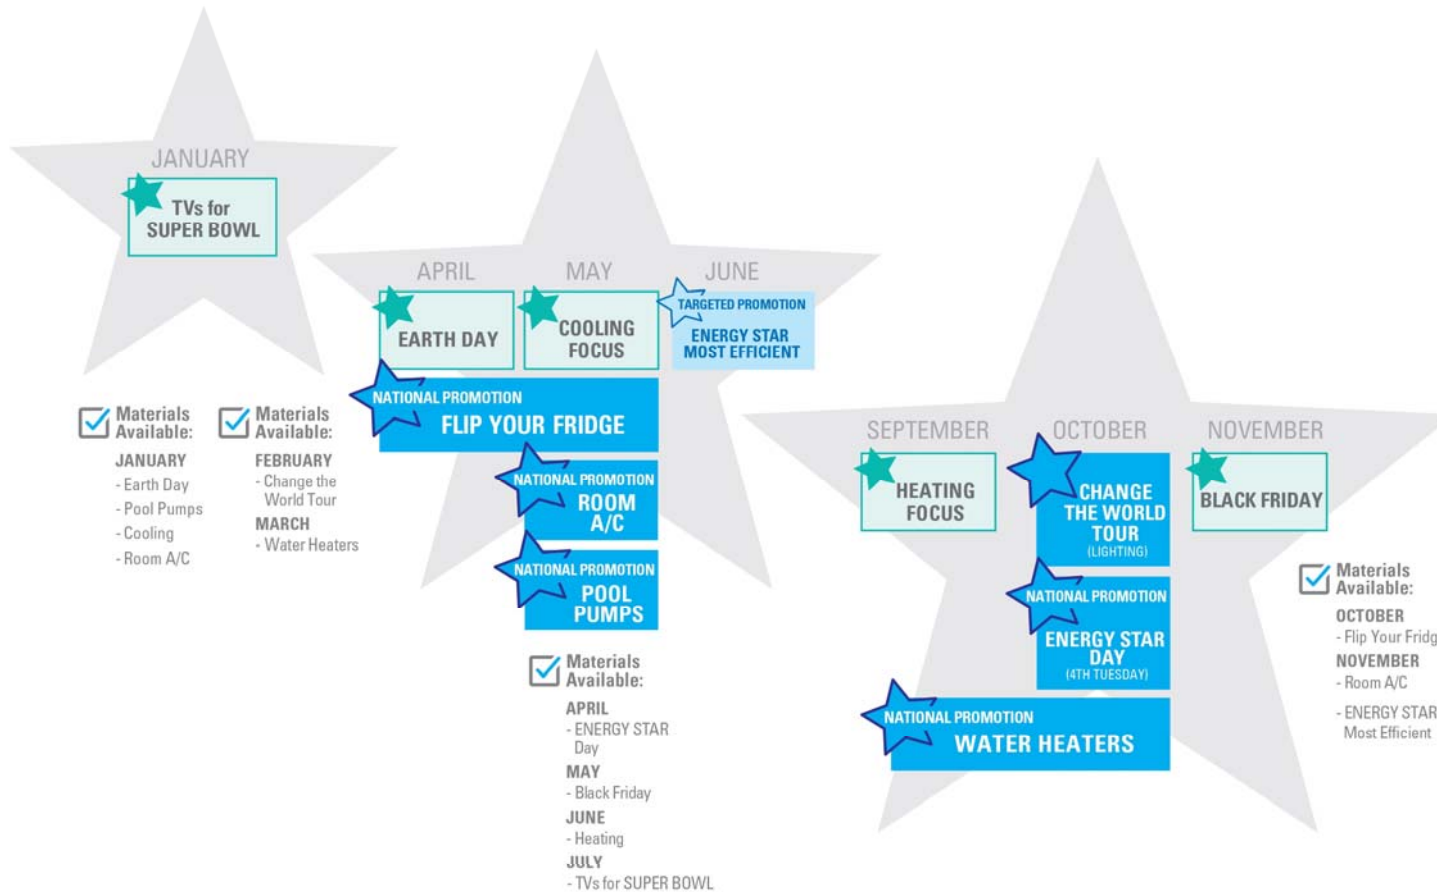 JANUARY
TVs for
SUPER BOWL
Materials
Available:
JANUARY
- Earth Day
- Pool Pumps
- Cooling
- Room A/C
Materials
Available:
FEBRUARY
- Change the
World Tour
MARCH
- Water Heaters
APRIL
EARTH DAY
MAY
COOLING
FOCUS
JUNE
TARGETED PROMOTION
ENERGY STAR
MOST EFFICIENT
NATIONAL PROMOTION
FLIP YOUR FRIDGE
NATIONAL PROMOTION
ROOM
A/C
NATIONAL PROMOTION
POOL
PUMPS
Materials
Available:
APRIL
- ENERGY STAR
Day
MAY
- Black Friday
JUNE
- Heating
JULY
- TVs for SUPER BOWL
SEPTEMBER
HEATING
FOCUS
OCTOBER
CHANGE
THE WORLD
TOUR
(LIGHTING)
NOVEMBER
BLACK FRIDAY
NATIONAL PROMOTION
ENERGY STAR
DAY
(4TH TUESDAY)
NATIONAL PROMOTION
WATER HEATERS
Materials
Available:
OCTOBER
- Flip Your Fridg
NOVEMBER
- Room A/C
- ENERGY STAR
Most Efficient